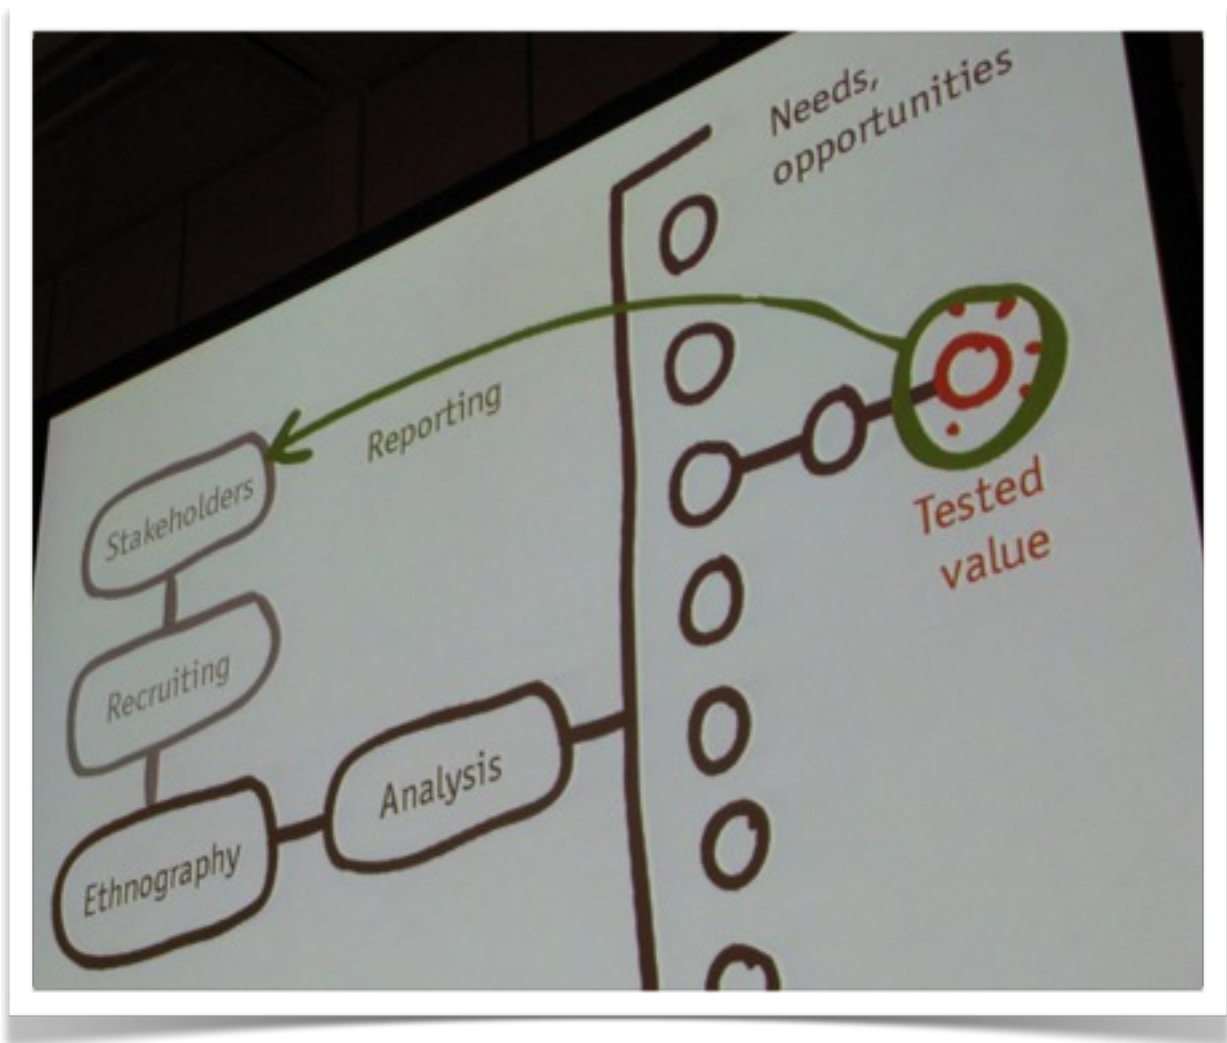 Needs,
opportunities
Reporting
Stakeholders
Tested
value
Recruiting
Analysis
Ethnography